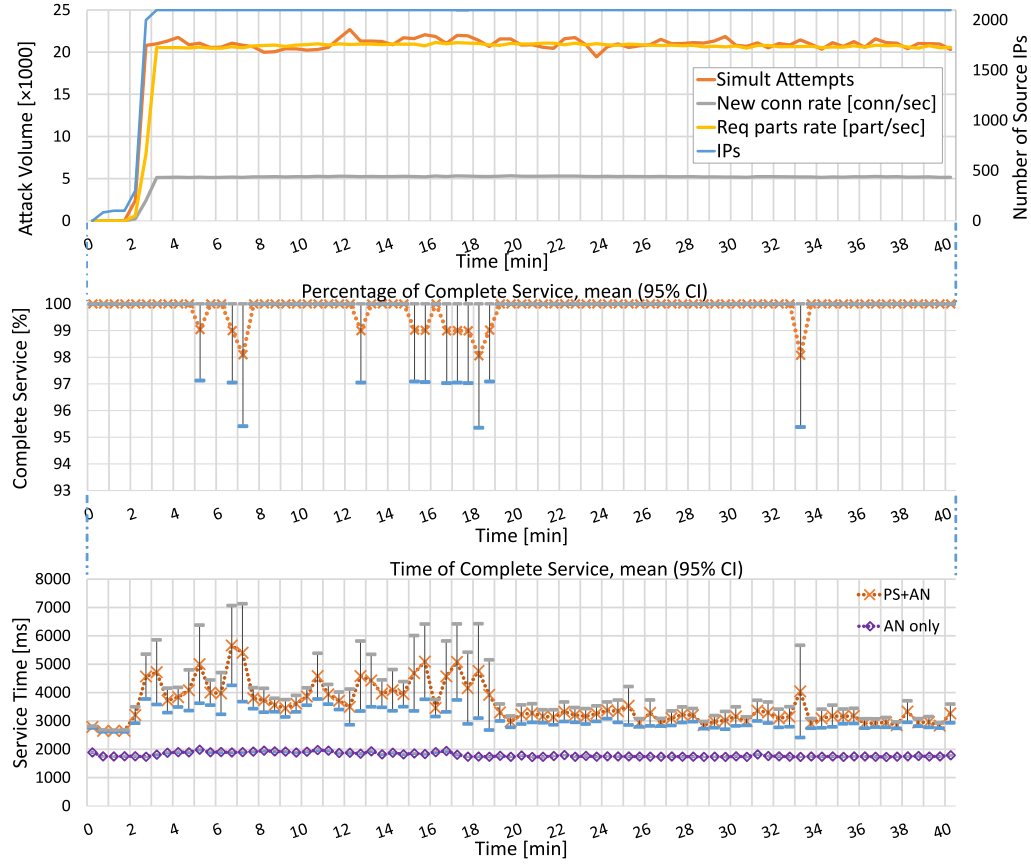 Attack Volume [×1000]
25
20
15
10
5
0
Simult Attempts
New conn rate [conn/sec]
Req parts rate [part/sec]
IPs
2000
1500
1000
500
0
Number of Source IPs
0 2 4 6 8 10 12 14 16 18 20 22 24 26 28 30 32 34 36 38 40
Time [min]
Percentage of Complete Service, mean (95% CI)
Complete Service [%]
100
99
98
97
96
95
94
93
0 2 4 6 8 10 12 14 16 18 20 22 24 26 28 30 32 34 36 38 40
Time [min]
Time of Complete Service, mean (95% CI)
Service Time [ms]
8000
7000
6000
5000
4000
3000
2000
1000
0
PS+AN
AN only
0 2 4 6 8 10 12 14 16 18 20 22 24 26 28 30 32 34 36 38 40
Time [min]